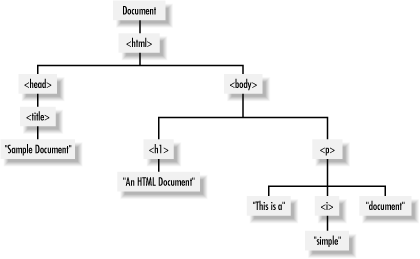 Document
<html>
<head>
<body>
<title>
"Sample Document"
<h1>
<p>
"An HTML Document"
"This is a"
<i>
"document"
"simple"